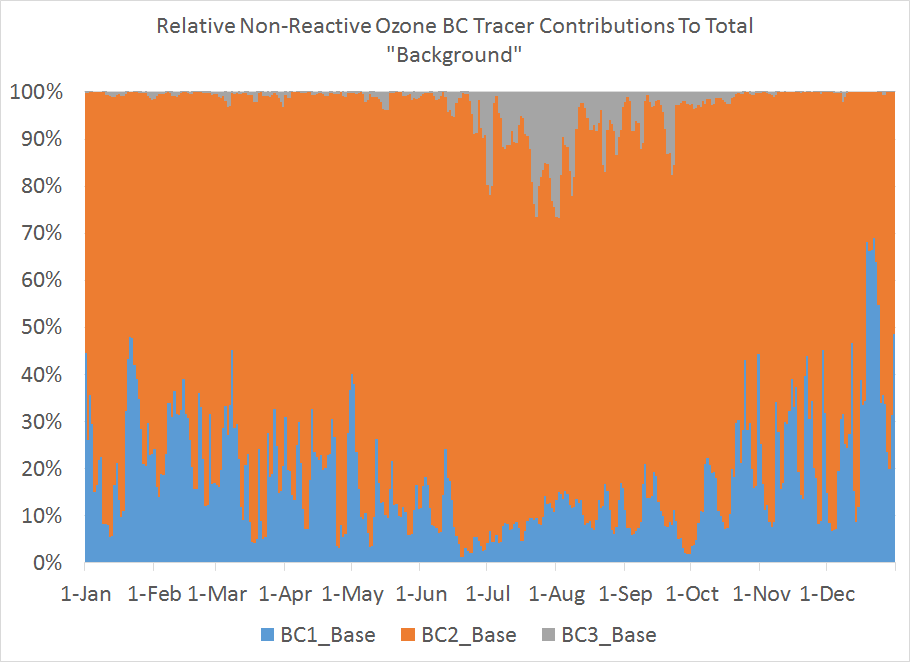 Relative Non-Reactive Ozone BC Tracer Contributions To Total
"Background"
100%
90%
80%
70%
60%
50%
40%
30%
20%
10%
0%
1-Jan 1-Feb 1-Mar 1-Apr 1-May 1-Jun 1-Jul 1-Aug 1-Sep 1-Oct 1-Nov 1-Dec
BC1_Base BC2_Base BC3_Base